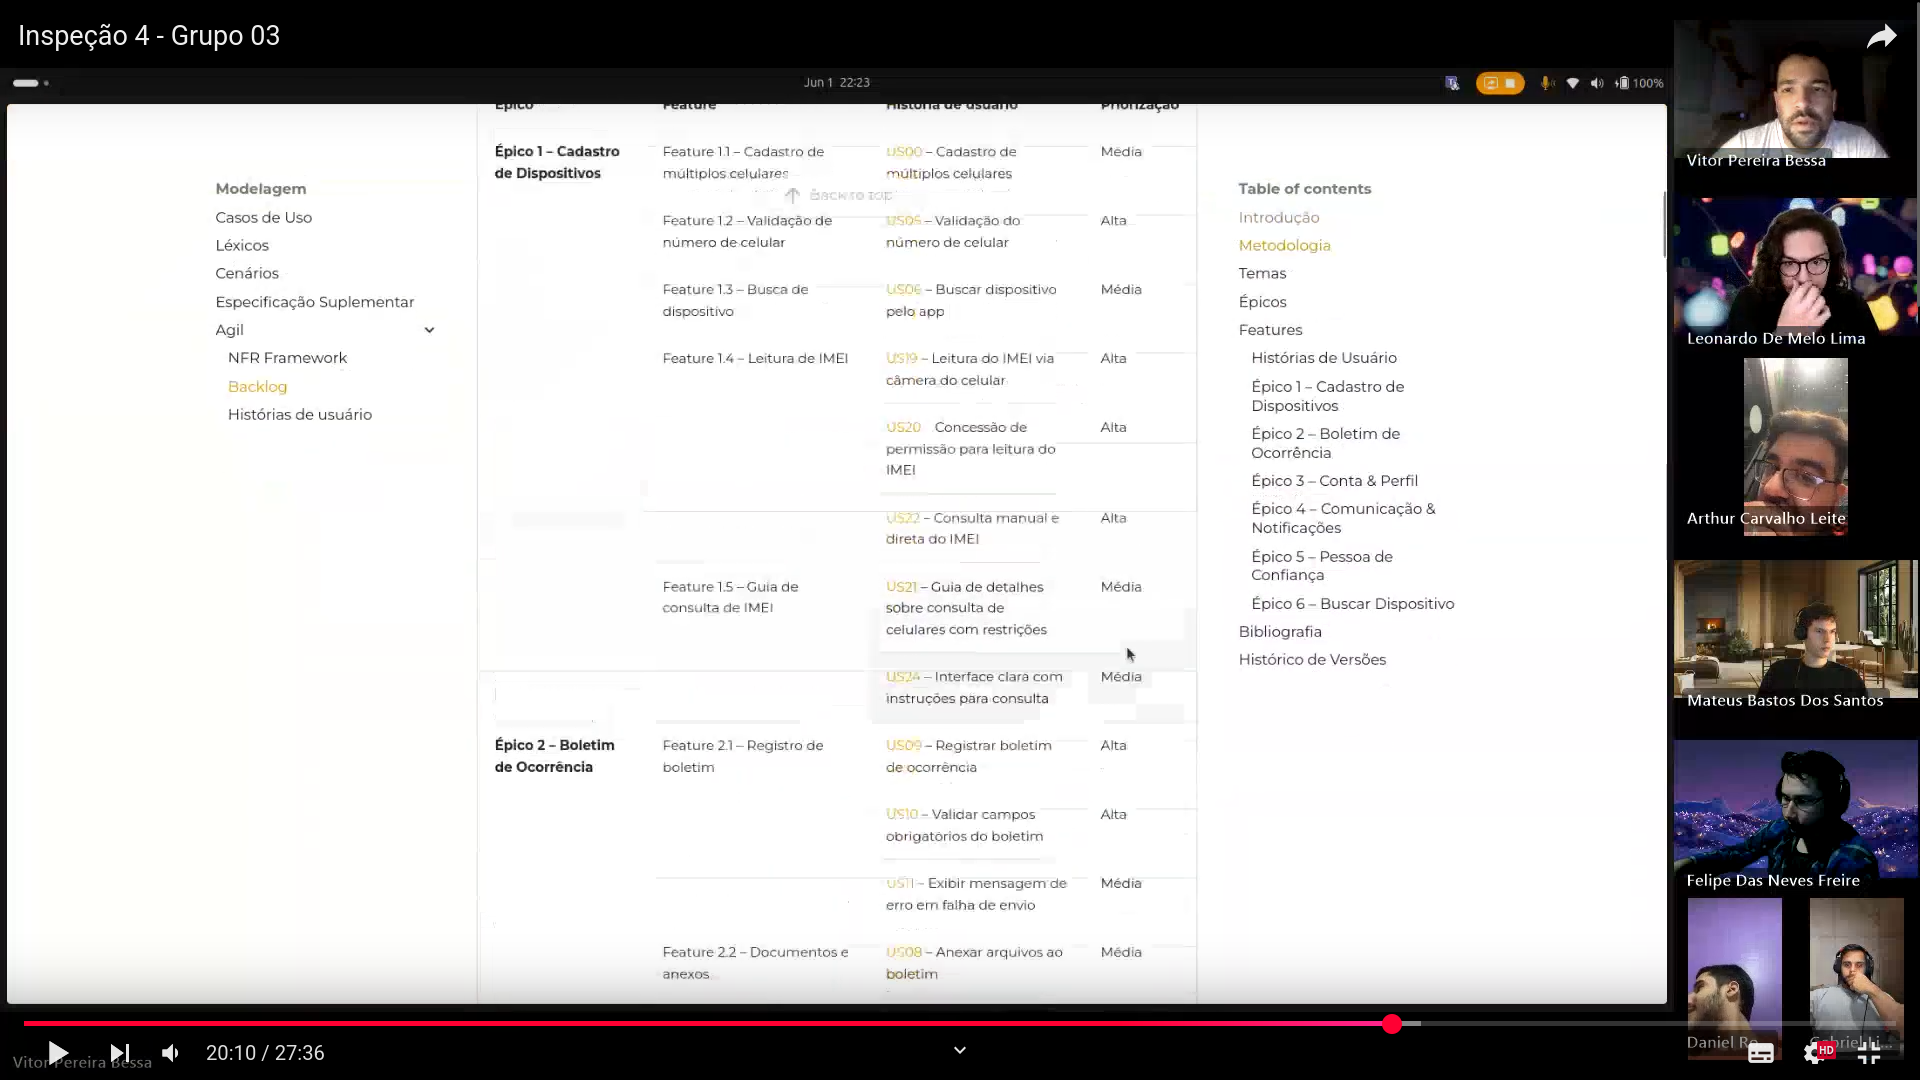 Inspeção 4 - Grupo 03
Jun 1 22:23
100%
Modelagem
Casos de Uso
Léxicos
Cenários
Especificação Suplementar
Agil
NFR Framework
Backlog
Histórias de usuário
Épico
Feature
História de usuário
Priorização
Épico 1 – Cadastro
de Dispositivos
Feature 1.1 – Cadastro de
múltiplos celulares
US00 – Cadastro de
múltiplos celulares
Média
Back to top
Feature 1.2 – Validação de
número de celular
– Validação do
número de celular
Alta
Feature 1.3 – Busca de
dispositivo
US06 – Buscar dispositivo
pelo app
Média
Feature 1.4 – Leitura de IMEI
US19 – Leitura do IMEI via
câmera do celular
Alta
US20 Concessão de
permissão para leitura do
IMEI
Alta
US22 – Consulta manual e
direta do IMEI
Alta
Feature 1.5 – Guia de
consulta de IMEI
US21 – Guia de detalhes
sobre consulta de
celulares com restrições
Média
US24 – Interface clara com
instruções para consulta
Média
Épico 2 – Boletim
de Ocorrência
Feature 2.1 – Registro de
boletim
US09 – Registrar boletim
de ocorrência
Alta
US10 – Validar campos
obrigatórios do boletim
Alta
US11 – Exibir mensagem de
erro em falha de envio
Média
Feature 2.2 – Documentos e
anexos
US08 – Anexar arquivos ao
boletim
Média
Table of contents
Introdução
Metodologia
Temas
Épicos
Features
Histórias de Usuário
Épico 1 – Cadastro de
Dispositivos
Épico 2 – Boletim de
Ocorrência
Épico 3 – Conta & Perfil
Épico 4 – Comunicação &
Notificações
Épico 5 – Pessoa de
Confiança
Épico 6 – Buscar Dispositivo
Bibliografia
Histórico de Versões
Vitor Pereira Bessa
Leonardo De Melo Lima
Arthur Carvalho Leite
Mateus Bastos Dos Santos
Felipe Das Neves Freire
Daniel Ro
Gabriel Li...
Vitor Pereira Bessa
20:10 / 27:36
HD